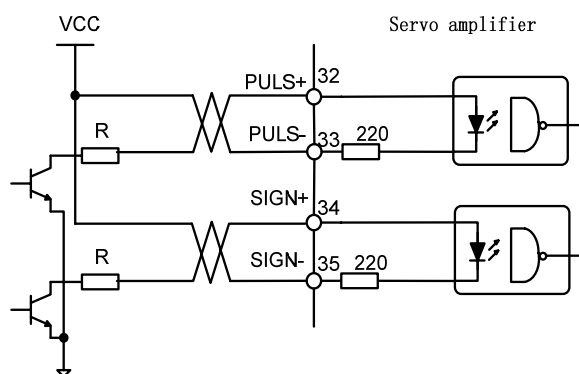 VCC
Servo amplifier
PULS+
32
R
PULS-
33
220
SIGN+
34
R
SIGN-
35
220